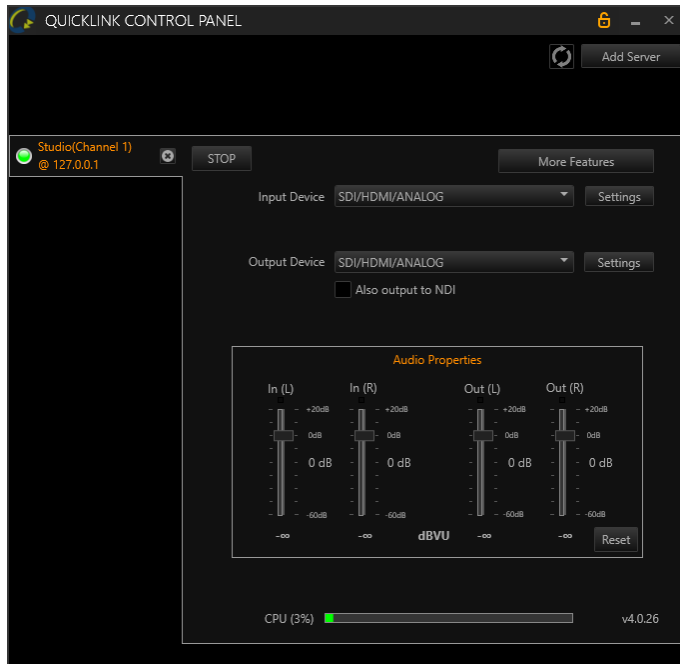 QUICKLINK CONTROL PANEL
Add Server
Studio(Channel 1)
@ 127.0.0.1
STOP
More Features
Input Device SDI/HDMI/ANALOG Settings
Output Device SDI/HDMI/ANALOG Settings
Also output to NDI
Audio Properties
In (L) In (R) Out (L) Out (R)
+20dB +20dB +20dB +20dB
0dB 0dB 0dB 0dB
0 dB 0 dB 0 dB 0 dB
-60dB -60dB -60dB -60dB
-∞ -∞ dBVU -∞ -∞
Reset
CPU (3%) v4.0.26